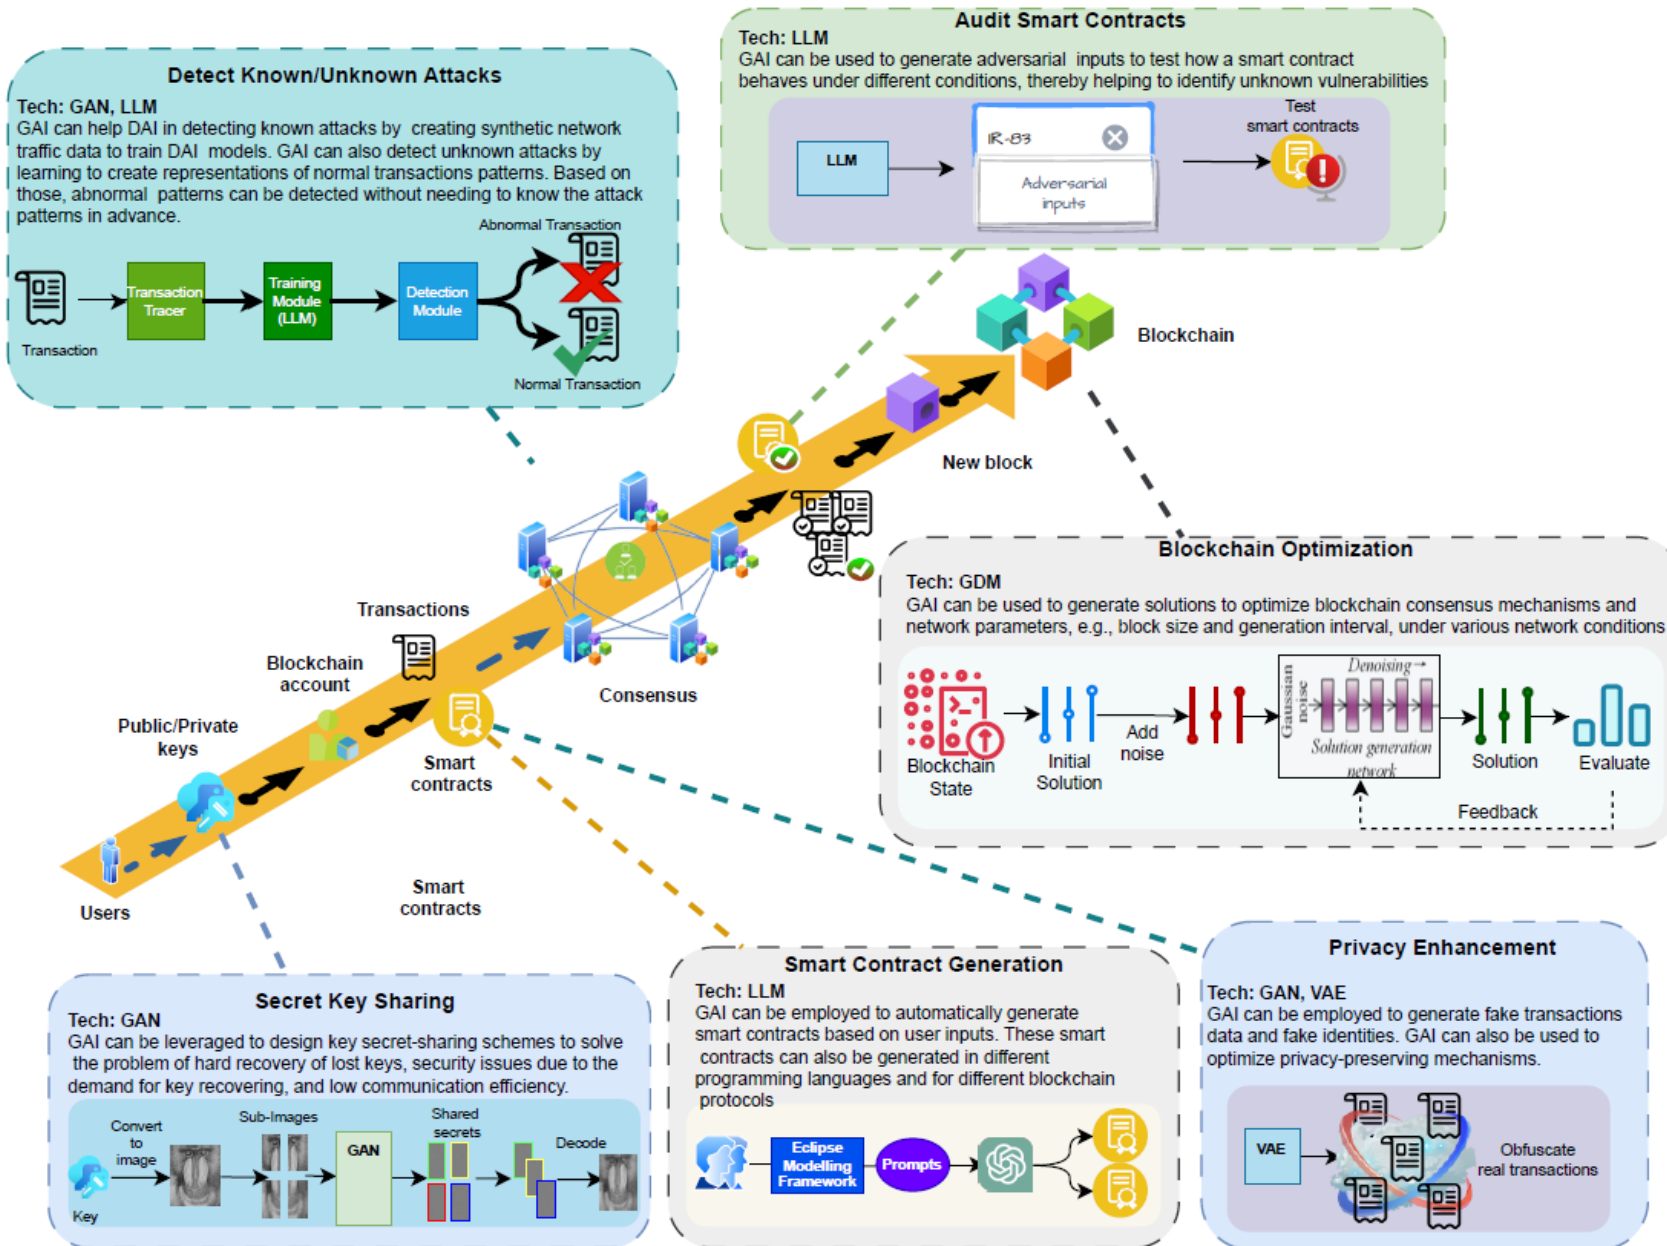 Audit Smart Contracts
Tech: LLM
GAI can be used to generate adversarial inputs to test how a smart contract
behaves under different conditions, thereby helping to identify unknown vulnerabilities
LLM
IR-83
Adversarial
inputs
Test
smart contracts
Detect Known/Unknown Attacks
Tech: GAN, LLM
GAI can help DAI in detecting known attacks by creating synthetic network
traffic data to train DAI models. GAI can also detect unknown attacks by
learning to create representations of normal transactions patterns. Based on
those, abnormal patterns can be detected without needing to know the attack
patterns in advance.
Abnormal Transaction
Transaction
Transaction
Tracer
Training
Module
(LLM)
Detection
Module
Normal Transaction
Blockchain
New block
Transactions
Blockchain
account
Consensus
Public/Private
keys
Smart
contracts
Users
Smart
contracts
Blockchain Optimization
Tech: GDM
GAI can be used to generate solutions to optimize blockchain consensus mechanisms and
network parameters, e.g., block size and generation interval, under various network conditions
Blockchain
State
Initial
Solution
Add
noise
Gaussian
noise
Denoising→
Solution generation
network
Solution
Evaluate
Feedback
Secret Key Sharing
Tech: GAN
GAI can be leveraged to design key secret-sharing schemes to solve
the problem of hard recovery of lost keys, security issues due to the
demand for key recovering, and low communication efficiency.
Key
Convert
to
image
Sub-Images
GAN
Shared
secrets
Decode
Smart Contract Generation
Tech: LLM
GAI can be employed to automatically generate
smart contracts based on user inputs. These smart
contracts can also be generated in different
programming languages and for different blockchain
protocols
Eclipse
Modelling
Framework
Prompts
Privacy Enhancement
Tech: GAN, VAE
GAI can be employed to generate fake transactions
data and fake identities. GAI can also be used to
optimize privacy-preserving mechanisms.
VAE
Obfuscate
real transactions